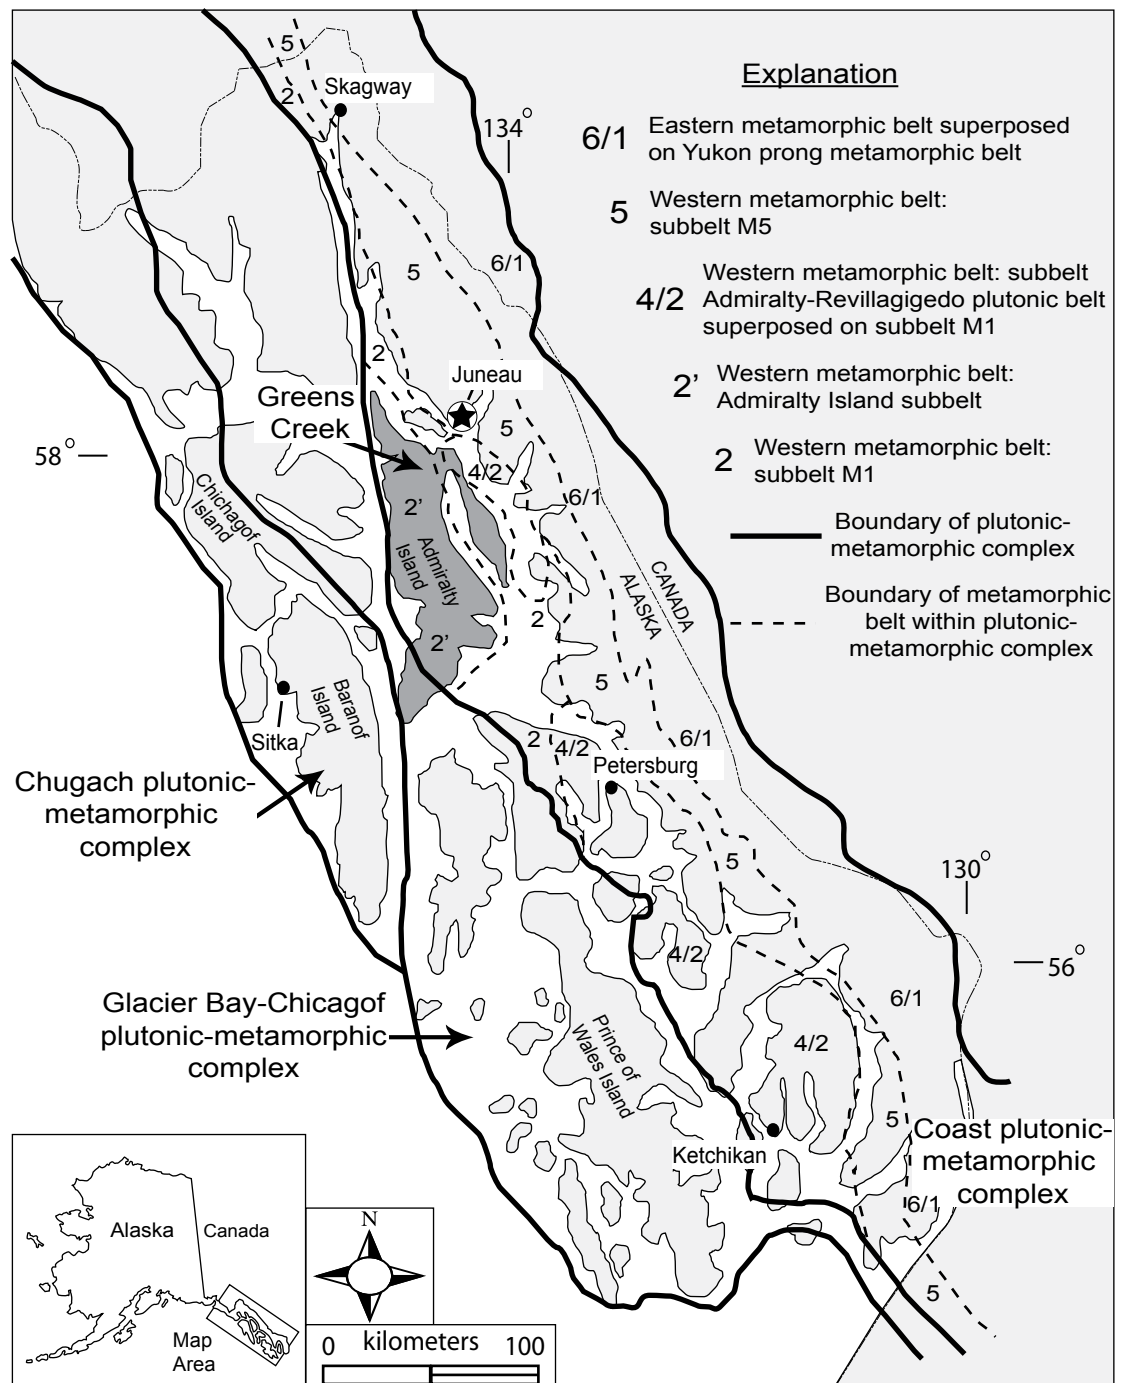 Explanation
6/1 Eastern metamorphic belt superposed
on Yukon prong metamorphic belt
5 Western metamorphic belt:
subbelt M5
4/2 Western metamorphic belt: subbelt
Admiralty-Revillagigedo plutonic belt
superposed on subbelt M1
2' Western metamorphic belt:
Admiralty Island subbelt
2 Western metamorphic belt:
subbelt M1
Boundary of plutonic-
metamorphic complex
Boundary of metamorphic
belt within plutonic-
metamorphic complex
5
2
Skagway
134°
6/1
5
2
Juneau
Greens
Creek
5
58°
4/2
6/1
Chichagof
Island
2'
Admiralty
Island
CANADA
ALASKA
2
2'
5
Baranof
Island
Sitka
2
4/2
6/1
Petersburg
Chugach plutonic-
metamorphic
complex
5
130°
4/2
56°
6/1
Glacier Bay-Chicagof
plutonic-metamorphic
complex
Prince of
Wales Island
4/2
5
Coast plutonic-
metamorphic
complex
Ketchikan
6/1
5
Alaska
Canada
Map
Area
N
0 kilometers 100